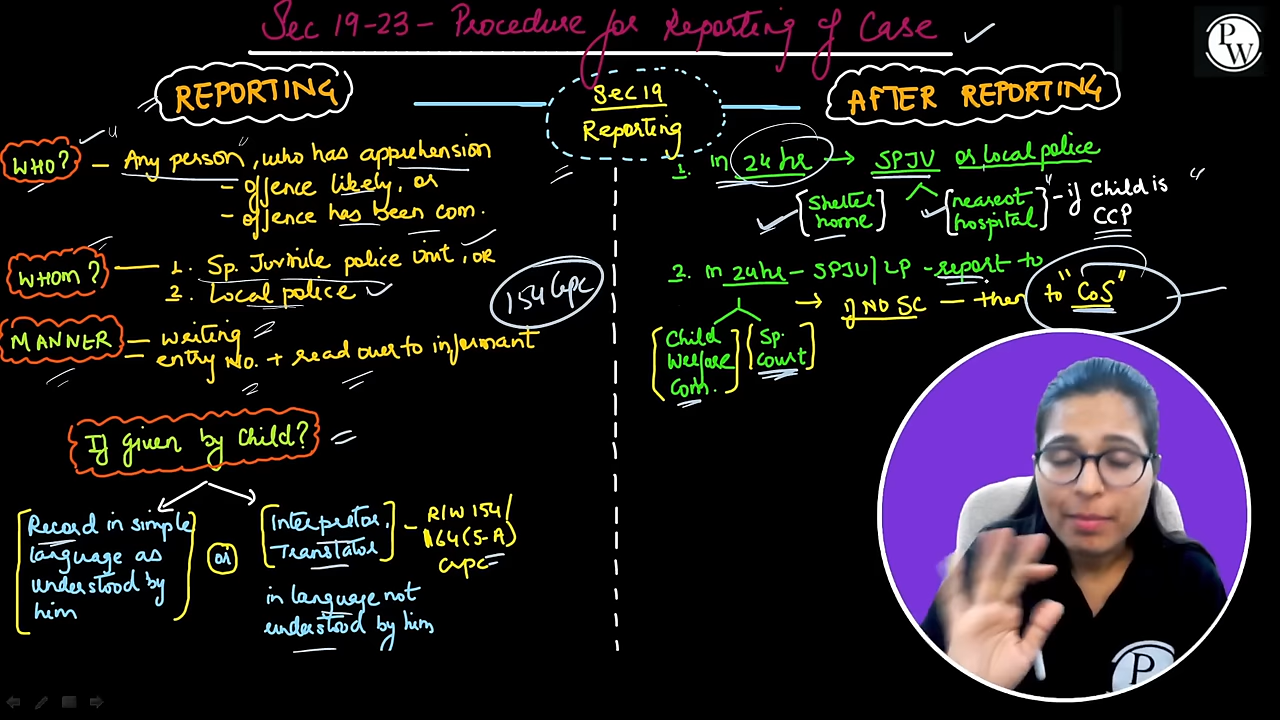 Sec 19-23 - Procedure for Reporting of Case
PW
REPORTING
Sec 19
Reporting
AFTER REPORTING
WHO? - "Any person", who has apprehension
- offence likely, or
- offence has been com.
WHOM? - 1. Sp. Juvinile police Unit, OR
2. Local police
154 CrPC
MANNER - writing
- entry No. + read over to informant
If given by child?
[Record in simple
language as
understood by
him]
or
[Interpretor,
Translator]
- R/W 154/
164(5-A)
CrPC
in language not
understood by him
1. in 24 hr → SPJU or local police
[Shelter
home]
[nearest
hospital] - if Child is
CCP
2. in 24hr - SPJU/LP - report to
→ if NO SC - then to "CoS"
[Child
Welfare
Com.]
[Sp.
Court]
P